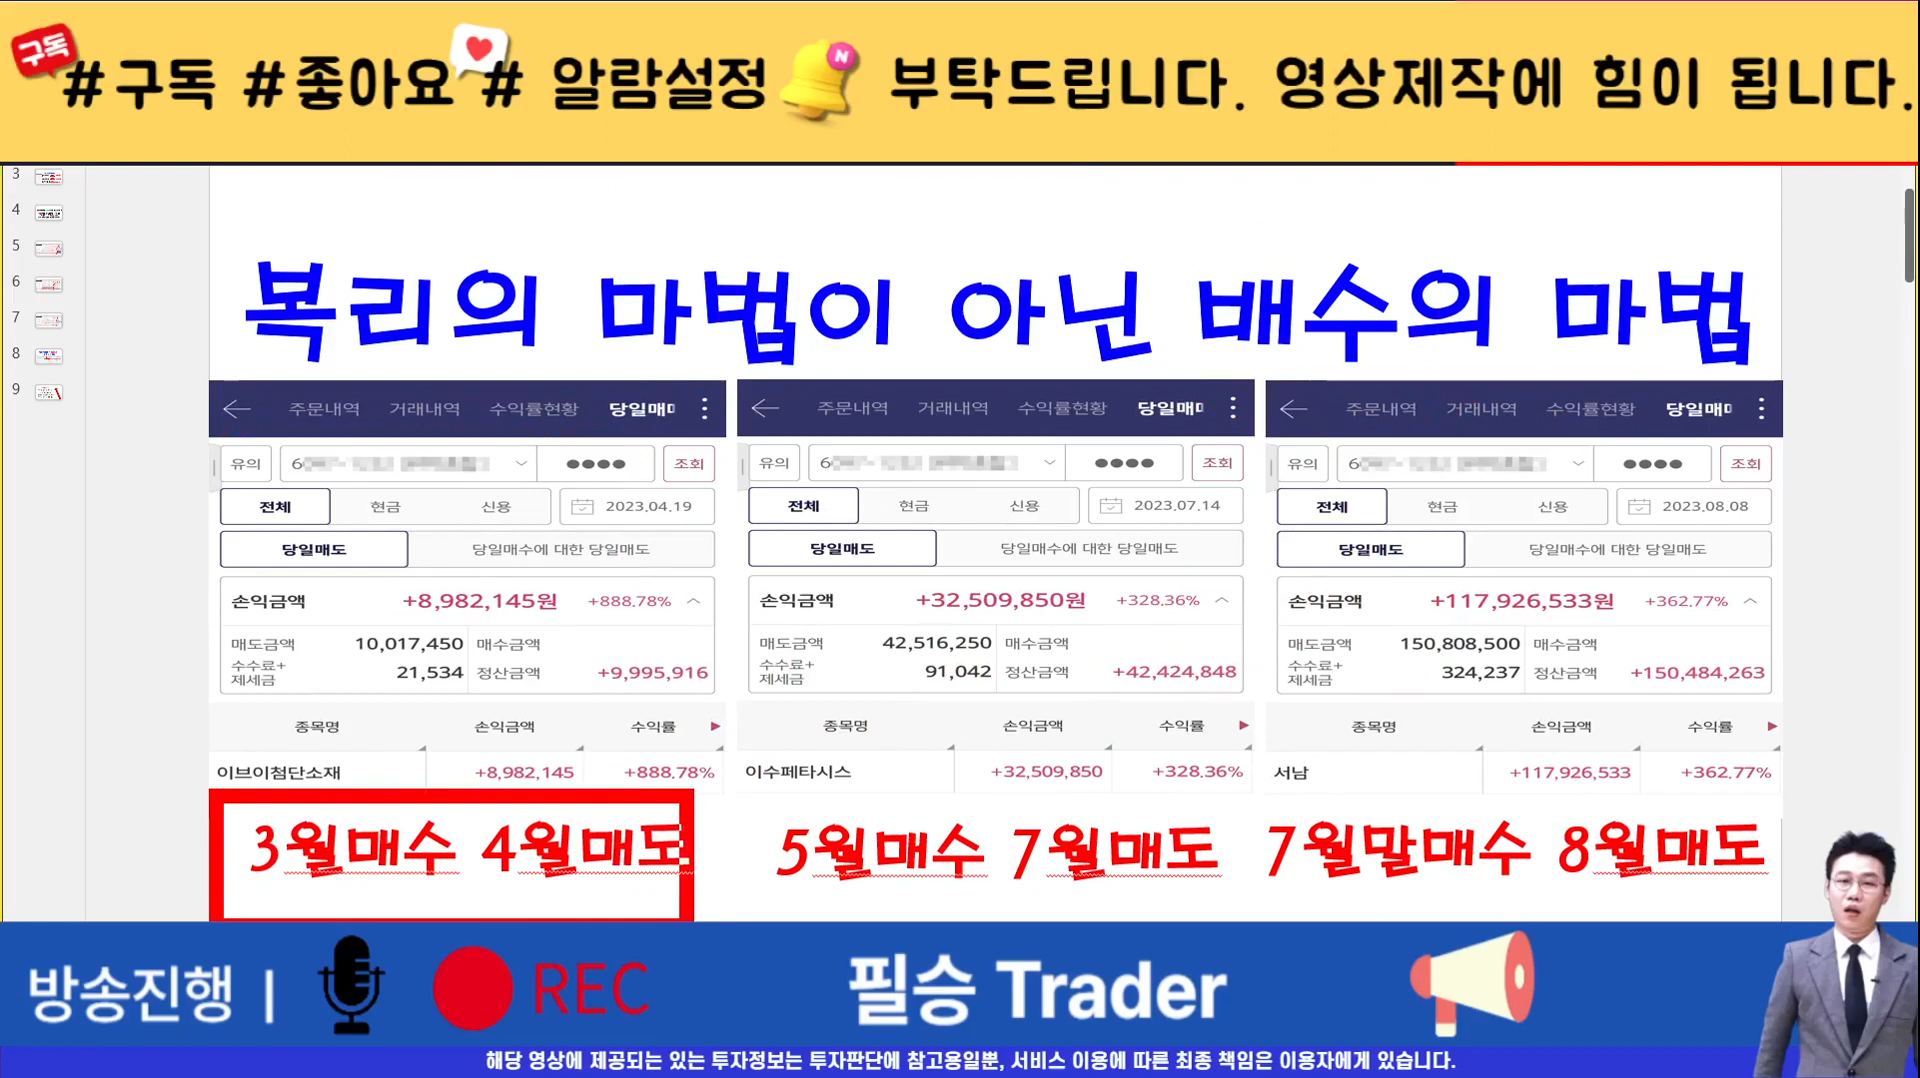 구독
#구독 #좋아요 # 알람설정 N 부탁드립니다. 영상제작에 힘이 됩니다.
3
4
5
6
7
8
9
복리의 마법이 아닌 배수의 마법
주문내역 거래내역 수익률현황 당일매
유의 6 ●●●● 조회
전체 현금 신용 2023.04.19
당일매도 당일매수에 대한 당일매도
손익금액 +8,982,145원 +888.78%
매도금액 10,017,450 매수금액
수수료+
제세금 21,534 정산금액 +9,995,916
종목명 손익금액 수익률
이브이첨단소재 +8,982,145 +888.78%
3월매수 4월매도
주문내역 거래내역 수익률현황 당일매
유의 6 ●●●● 조회
전체 현금 신용 2023.07.14
당일매도 당일매수에 대한 당일매도
손익금액 +32,509,850원 +328.36%
매도금액 42,516,250 매수금액
수수료+
제세금 91,042 정산금액 +42,424,848
종목명 손익금액 수익률
이수페타시스 +32,509,850 +328.36%
5월매수 7월매도
주문내역 거래내역 수익률현황 당일매
유의 6 ●●●● 조회
전체 현금 신용 2023.08.08
당일매도 당일매수에 대한 당일매도
손익금액 +117,926,533원 +362.77%
매도금액 150,808,500 매수금액
수수료+
제세금 324,237 정산금액 +150,484,263
종목명 손익금액 수익률
서남 +117,926,533 +362.77%
7월말매수 8월매도
방송진행 | REC 필승 Trader
해당 영상에 제공되는 있는 투자정보는 투자판단에 참고용일뿐, 서비스 이용에 따른 최종 책임은 이용자에게 있습니다.